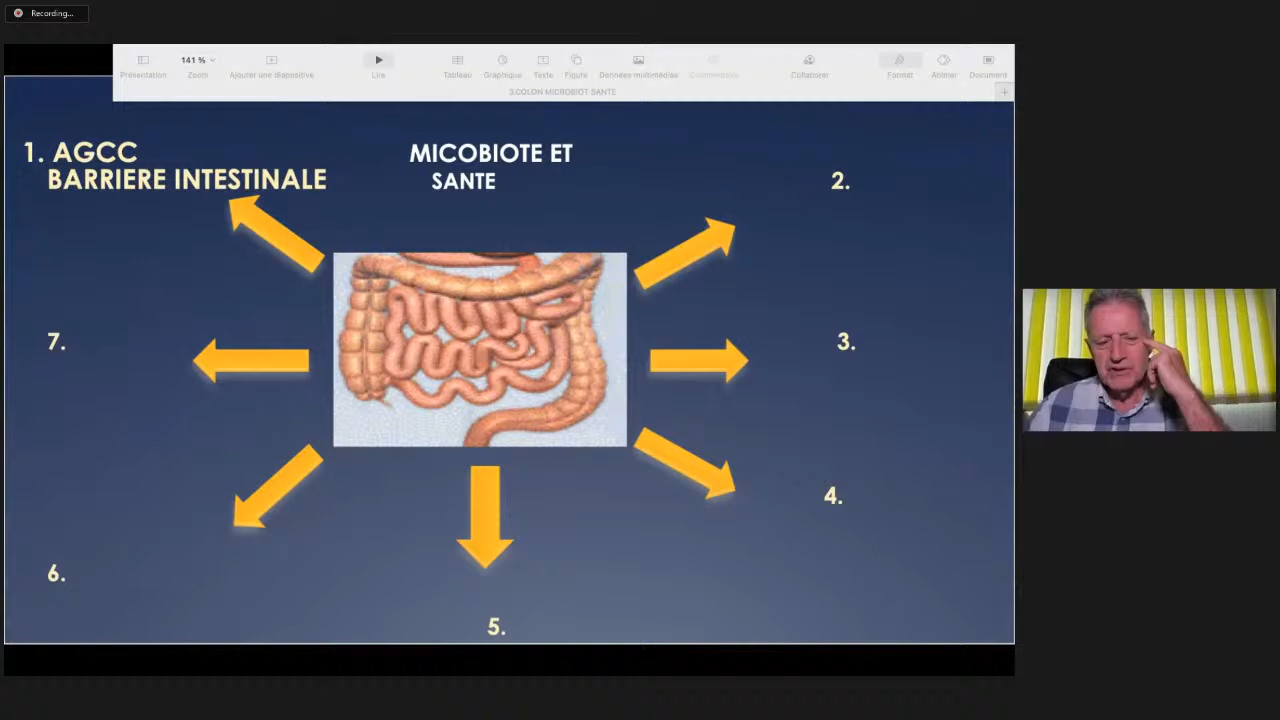 Recording...
141 %
Présentation Zoom Ajouter une diapositive Lire Tableau Graphique Texte Figure Données multimédias Commentaire Collaborer Format Animer Document
3.COLON MICROBIOT SANTE
1. AGCC
BARRIERE INTESTINALE
MICOBIOTE ET
SANTE
2.
7.
3.
4.
6.
5.